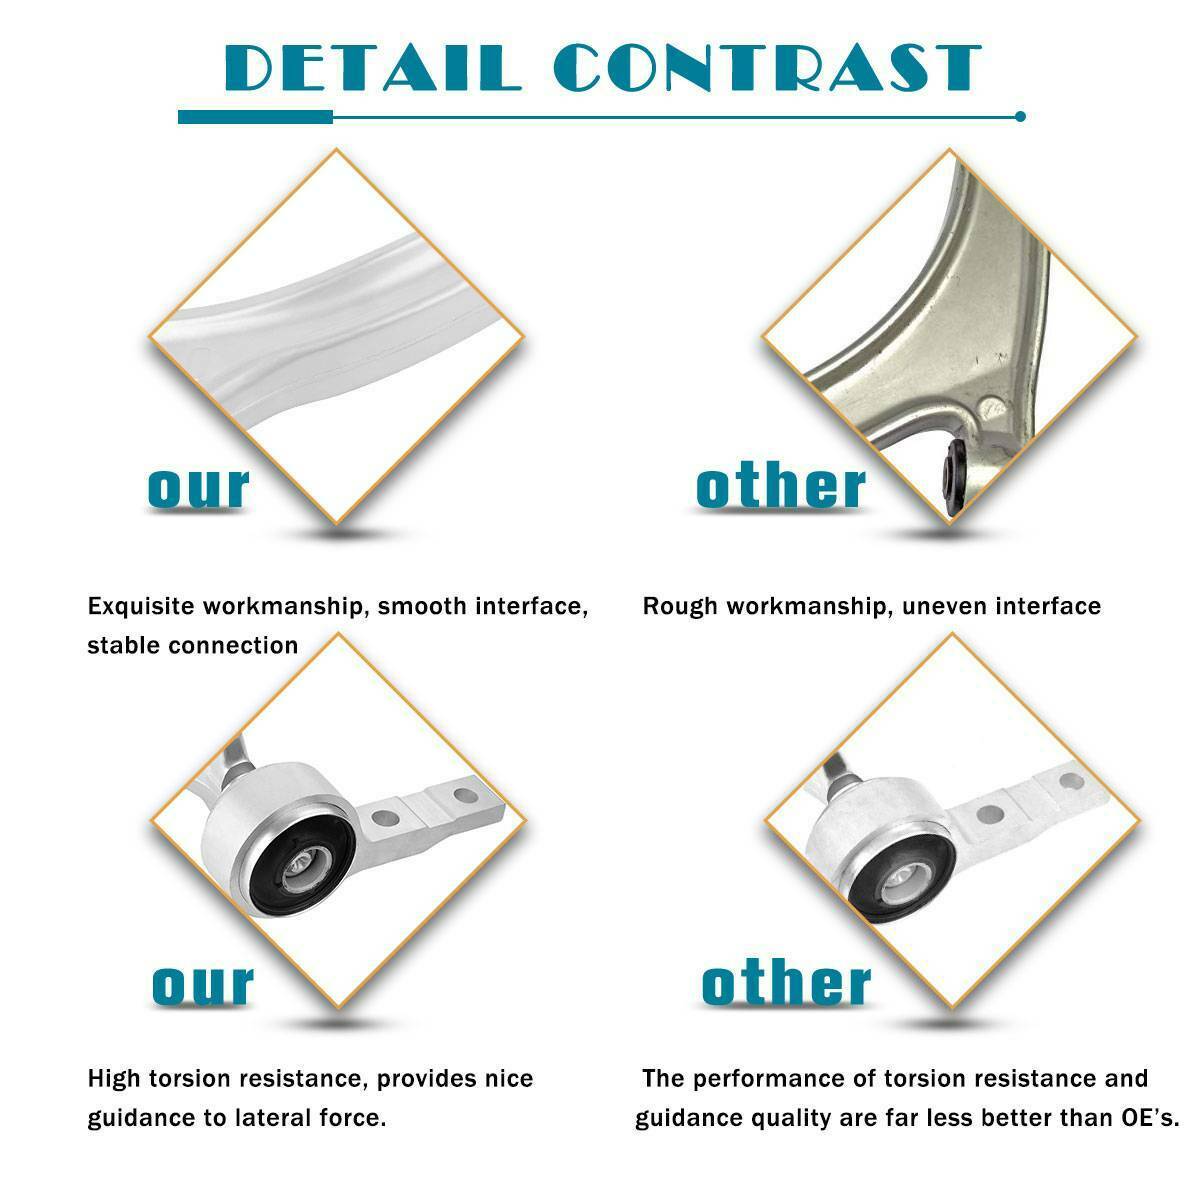 DETAIL CONTRAST
our
other
Exquisite workmanship, smooth interface,
stable connection
Rough workmanship, uneven interface
our
other
High torsion resistance, provides nice
guidance to lateral force.
The performance of torsion resistance and
guidance quality are far less better than OE's.